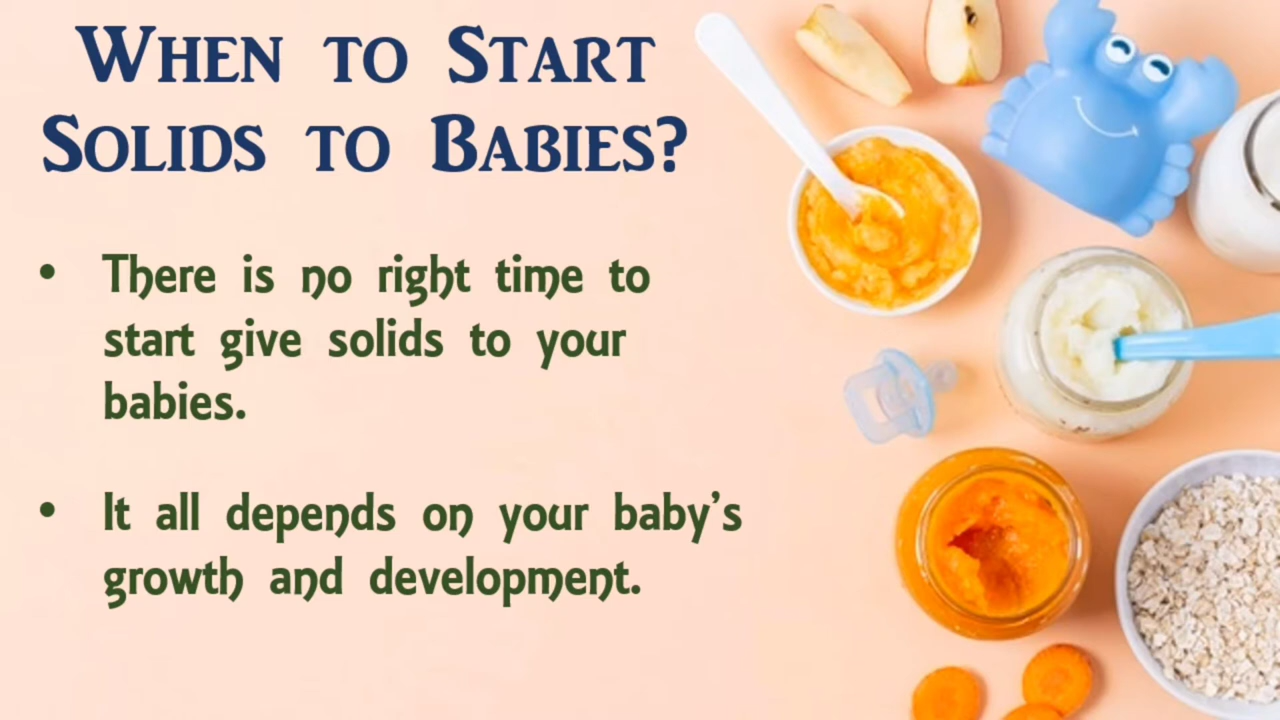 When to Start
Solids to Babies?
• There is no right time to
start give solids to your
babies.
• It all depends on your baby's
growth and development.